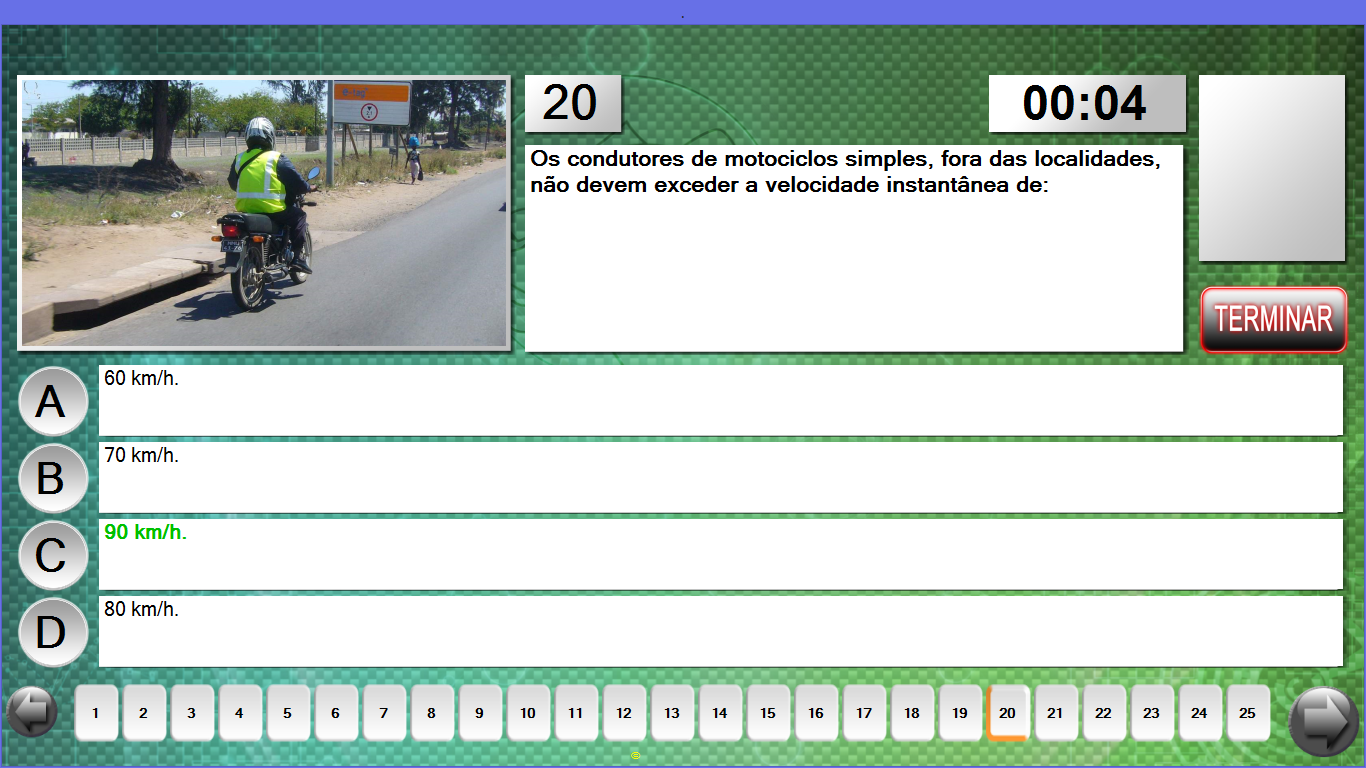 20
00:04
Os condutores de motociclos simples, fora das localidades,
não devem exceder a velocidade instantânea de:
TERMINAR
A
60 km/h.
B
70 km/h.
C
90 km/h.
D
80 km/h.
1 2 3 4 5 6 7 8 9 10 11 12 13 14 15 16 17 18 19 20 21 22 23 24 25